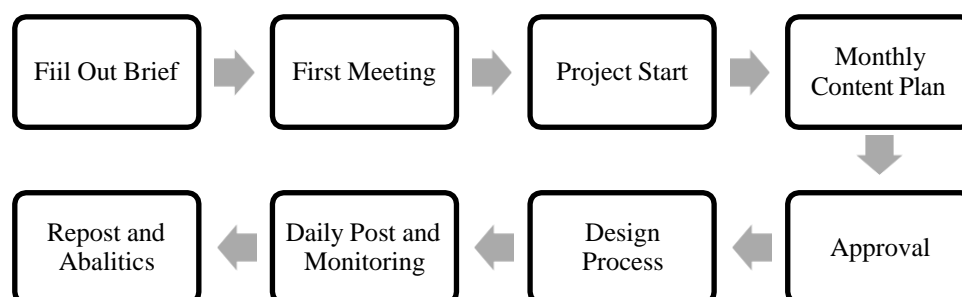 Fiil Out Brief
First Meeting
Project Start
Monthly
Content Plan
Approval
Design
Process
Daily Post and
Monitoring
Repost and
Abalitics